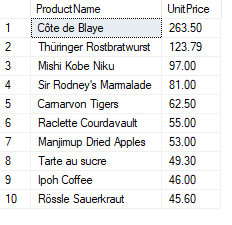 ProductName UnitPrice
1 Côte de Blaye 263.50
2 Thüringer Rostbratwurst 123.79
3 Mishi Kobe Niku 97.00
4 Sir Rodney's Marmalade 81.00
5 Carnarvon Tigers 62.50
6 Raclette Courdavault 55.00
7 Manjimup Dried Apples 53.00
8 Tarte au sucre 49.30
9 Ipoh Coffee 46.00
10 Rössle Sauerkraut 45.60